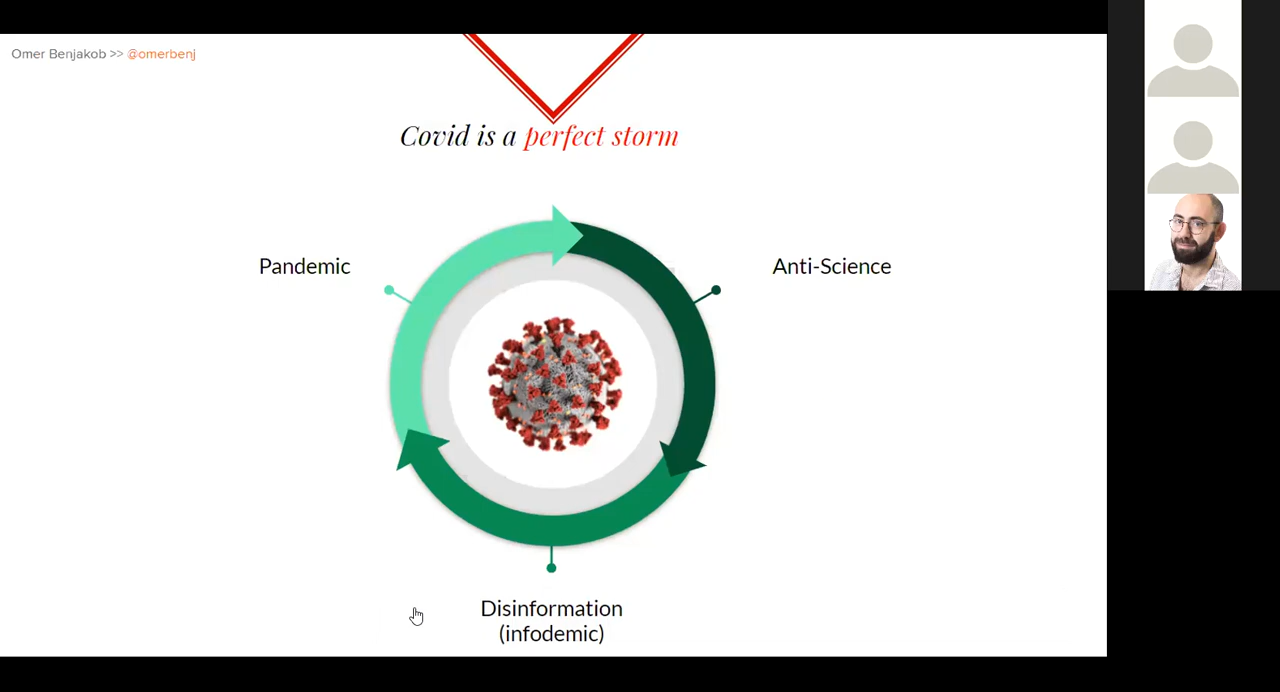 Omer Benjakob >> @omerbenj
Covid is a perfect storm
Pandemic
Anti-Science
Disinformation
(infodemic)